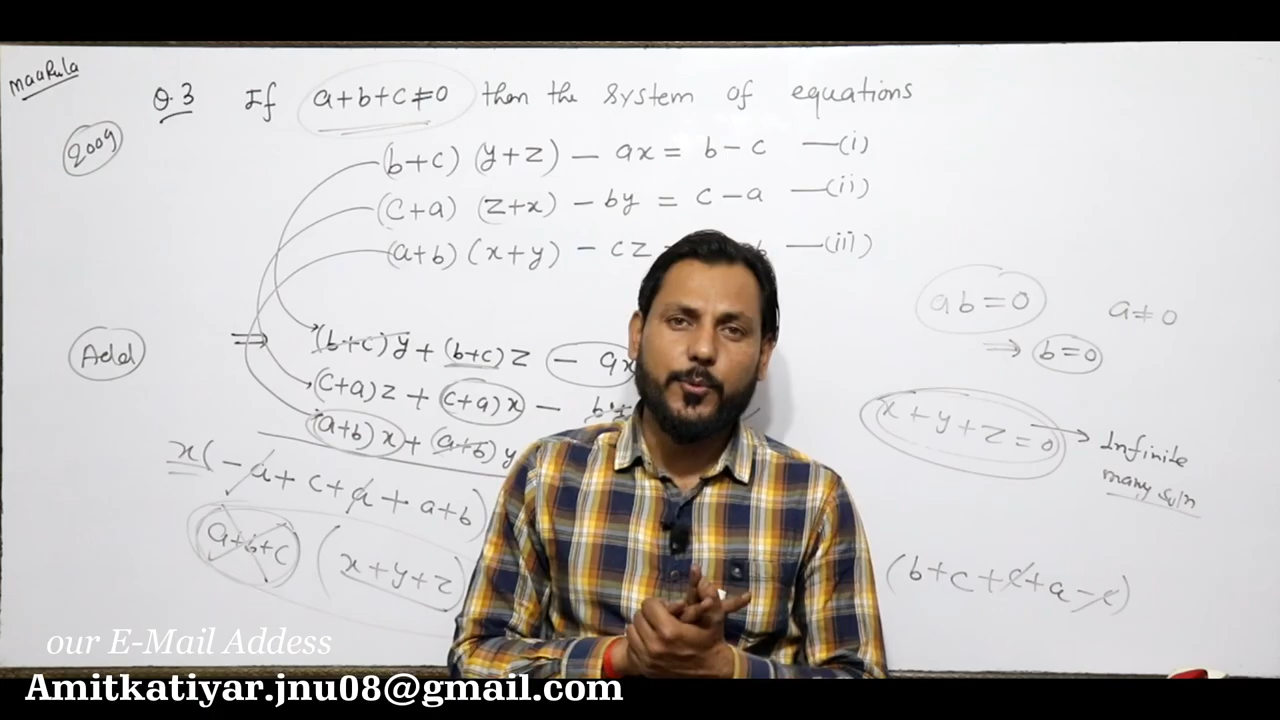 Q.3 If a+b+c≠0 then the system of equations
2009
(b+c) (y+z) - ax = b-c —(i)
(c+a) (z+x) - by = c-a —(ii)
(a+b) (x+y) - cz b —(iii)
ab=0 a≠0
⇒ b=0
Add
⇒ (b+c)y + (b+c)z - ax
(c+a)z + (c+a)x -
(a+b)x + (a+b)y
x+y+z=0 → Infinite
many soln
x(-a+c+a+a+b)
(a+b+c) (x+y+z)
(b+c+c+a-c)
our E-Mail Addess
Amitkatiyar.jnu08@gmail.com